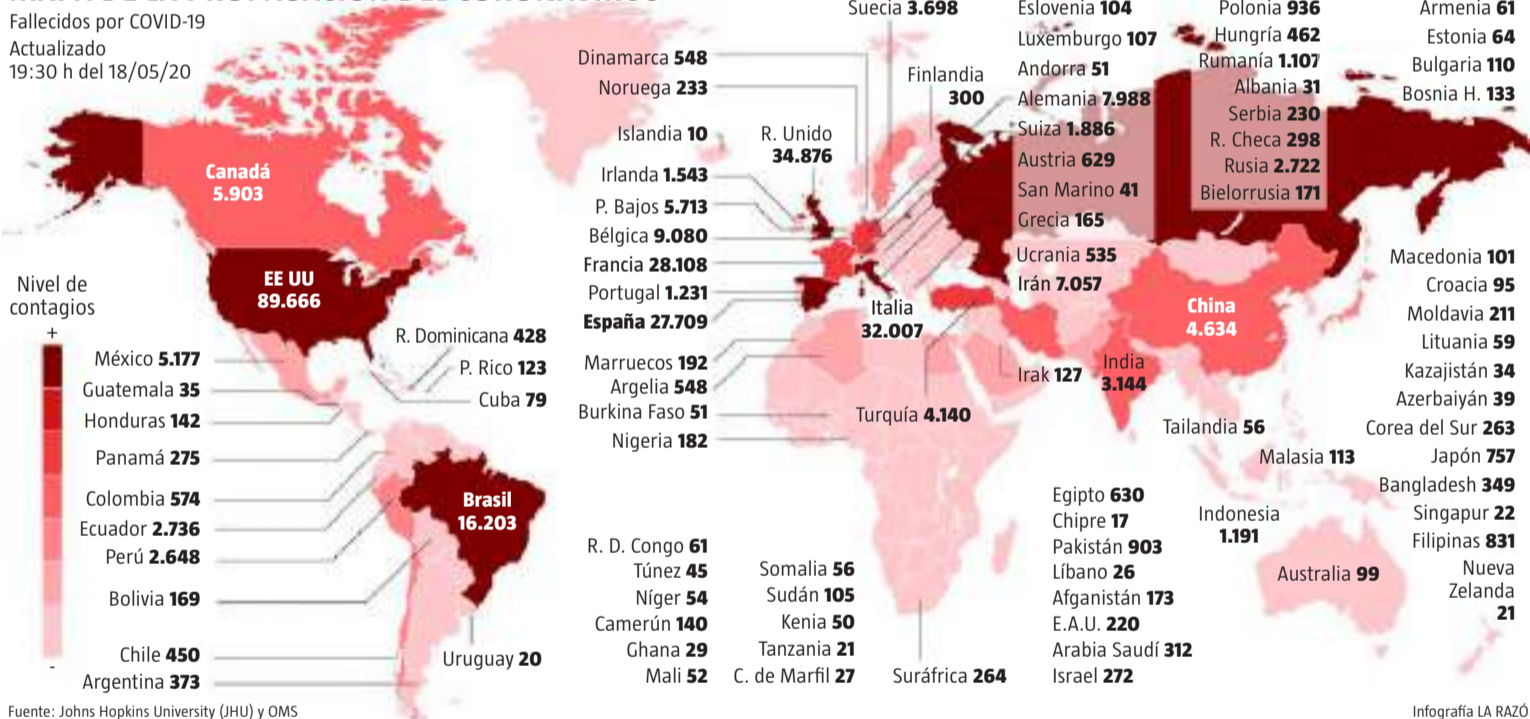 Fallecidos por COVID-19
Actualizado
19:30 h del 18/05/20
Canadá
5.903
EE UU
89.666
Nivel de
contagios
+
-
México 5.177
Guatemala 35
Honduras 142
Panamá 275
Colombia 574
Ecuador 2.736
Perú 2.648
Bolivia 169
Chile 450
Argentina 373
R. Dominicana 428
P. Rico 123
Cuba 79
Brasil
16.203
Uruguay 20
Suecia 3.698
Dinamarca 548
Noruega 233
Finlandia
300
Islandia 10
R. Unido
34.876
Irlanda 1.543
P. Bajos 5.713
Bélgica 9.080
Francia 28.108
Portugal 1.231
España 27.709
Italia
32.007
Marruecos 192
Argelia 548
Burkina Faso 51
Nigeria 182
Turquía 4.140
Eslovenia 104
Luxemburgo 107
Andorra 51
Alemania 7.988
Suiza 1.886
Austria 629
San Marino 41
Grecia 165
Ucrania 535
Irán 7.057
Irak 127
Polonia 936
Hungría 462
Rumanía 1.107
Albania 31
Serbia 230
R. Checa 298
Rusia 2.722
Bielorrusia 171
Armenia 61
Estonia 64
Bulgaria 110
Bosnia H. 133
China
4.634
India
3.144
Tailandia 56
Malasia 113
Indonesia
1.191
Australia 99
Macedonia 101
Croacia 95
Moldavia 211
Lituania 59
Kazajistán 34
Azerbaiyán 39
Corea del Sur 263
Japón 757
Bangladesh 349
Singapur 22
Filipinas 831
Nueva
Zelanda
21
R. D. Congo 61
Túnez 45
Níger 54
Camerún 140
Ghana 29
Mali 52
Somalia 56
Sudán 105
Kenia 50
Tanzania 21
C. de Marfil 27
Suráfrica 264
Egipto 630
Chipre 17
Pakistán 903
Líbano 26
Afganistán 173
E.A.U. 220
Arabia Saudí 312
Israel 272
Fuente: Johns Hopkins University (JHU) y OMS
Infografía LA RAZÓ